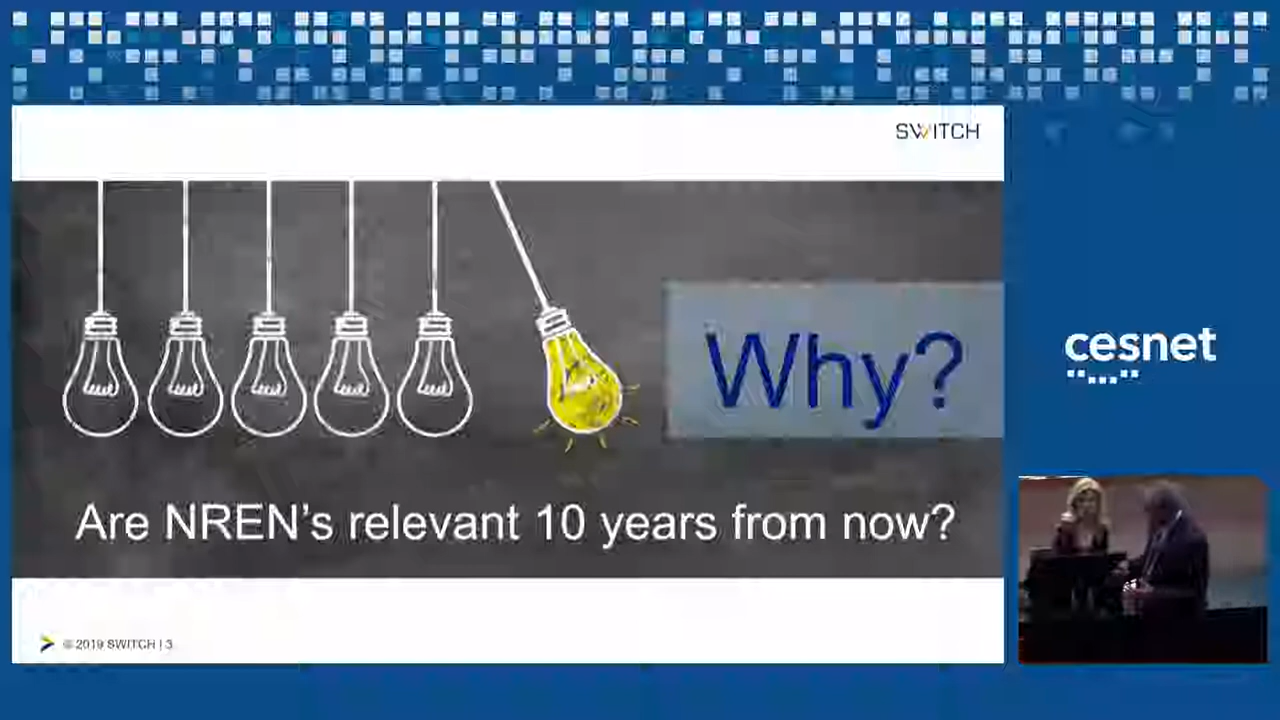 SWITCH
Why?
Are NREN's relevant 10 years from now?
© 2019 SWITCH | 3
cesnet